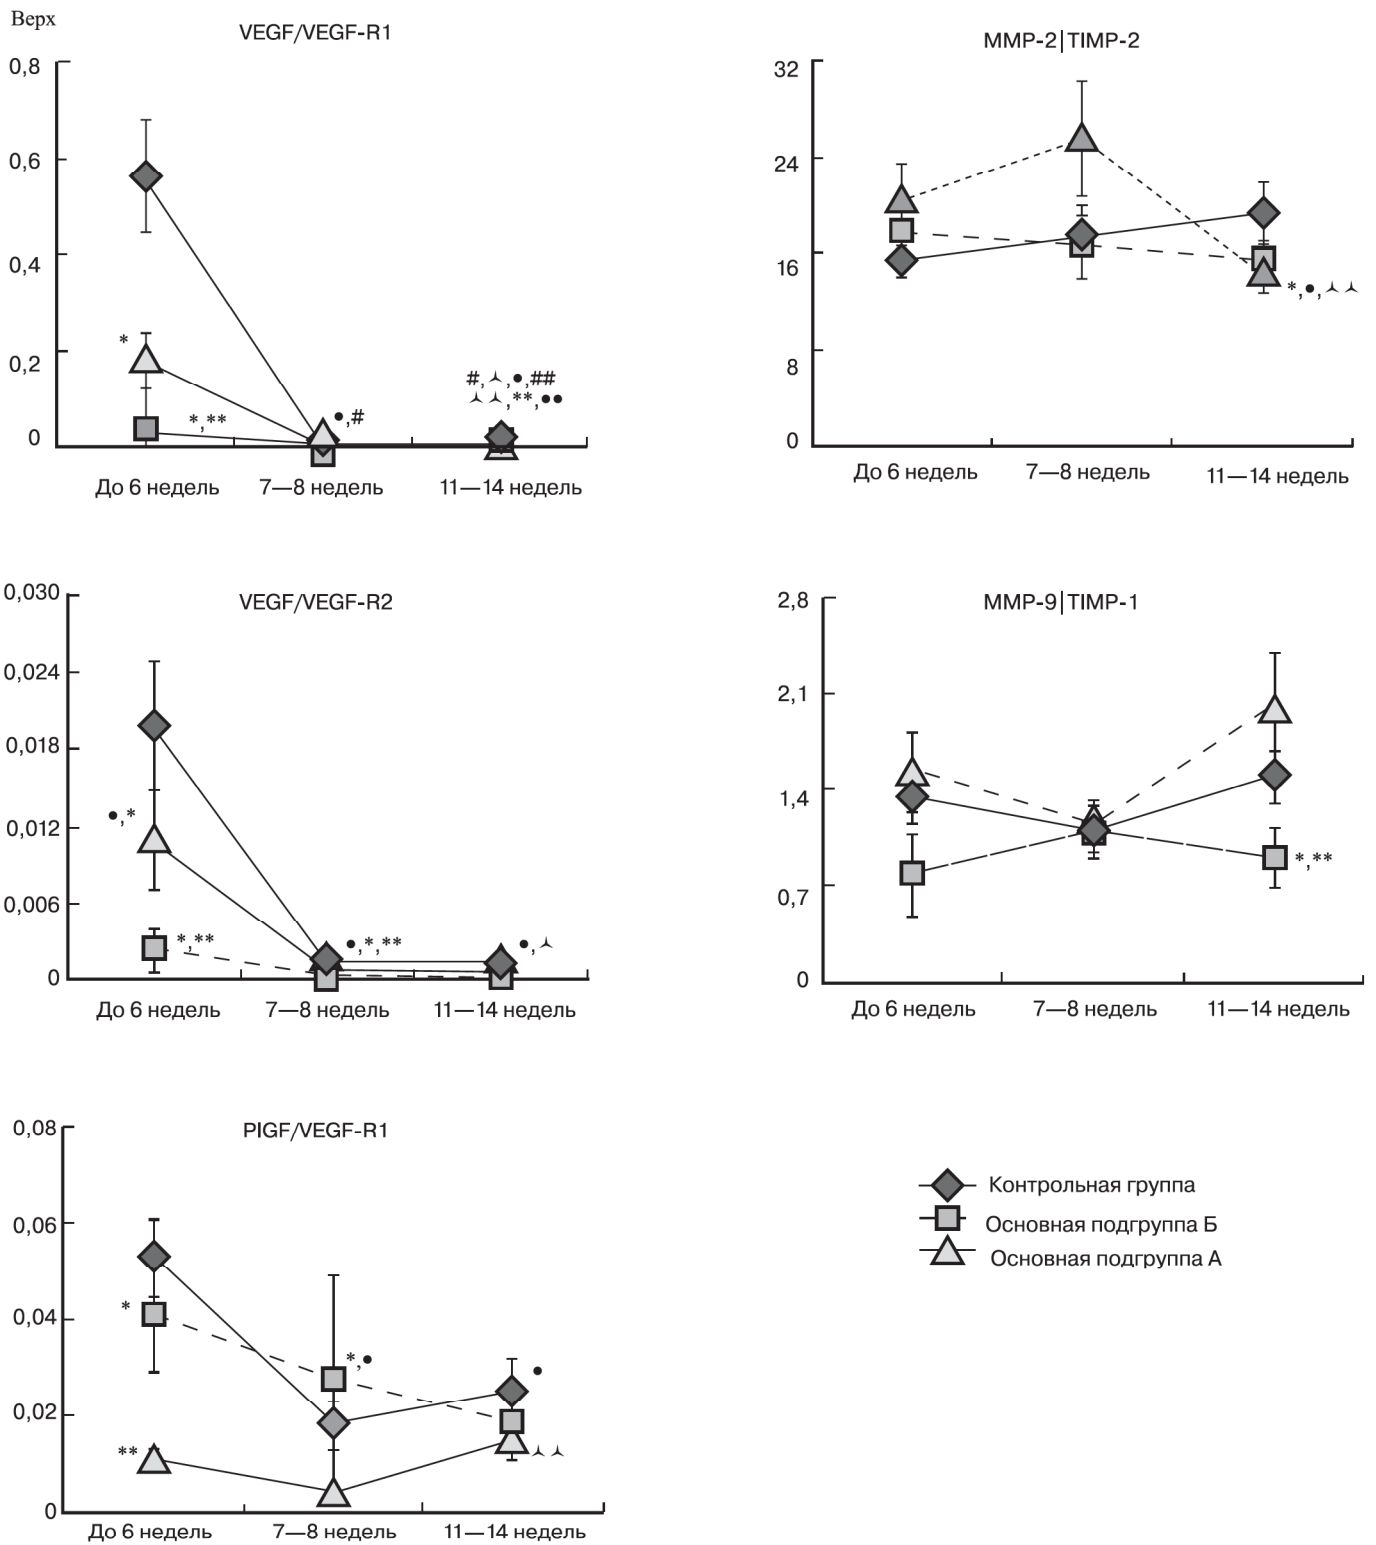 Верх
VEGF/VEGF-R1
0,8
0,6
0,4
0,2
0
*
*,**
•,#
#,⅄,•,##
⅄⅄,**,••
До 6 недель
7—8 недель
11—14 недель
MMP-2|TIMP-2
32
24
16
8
0
*,•,⅄⅄
До 6 недель
7—8 недель
11—14 недель
VEGF/VEGF-R2
0,030
0,024
0,018
0,012
0,006
0
•,*
*,**
•,*,**
•,⅄
До 6 недель
7—8 недель
11—14 недель
MMP-9|TIMP-1
2,8
2,1
1,4
0,7
0
*,**
До 6 недель
7—8 недель
11—14 недель
PIGF/VEGF-R1
0,08
0,06
0,04
0,02
0
*
**
*,•
•
⅄⅄
До 6 недель
7—8 недель
11—14 недель
Контрольная группа
Основная подгруппа Б
Основная подгруппа А